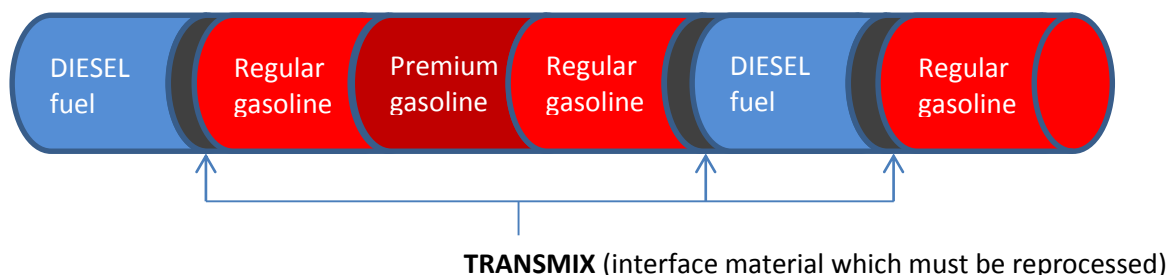 DIESEL
fuel
Regular
gasoline
Premium
gasoline
Regular
gasoline
DIESEL
fuel
Regular
gasoline
TRANSMIX (interface material which must be reprocessed)